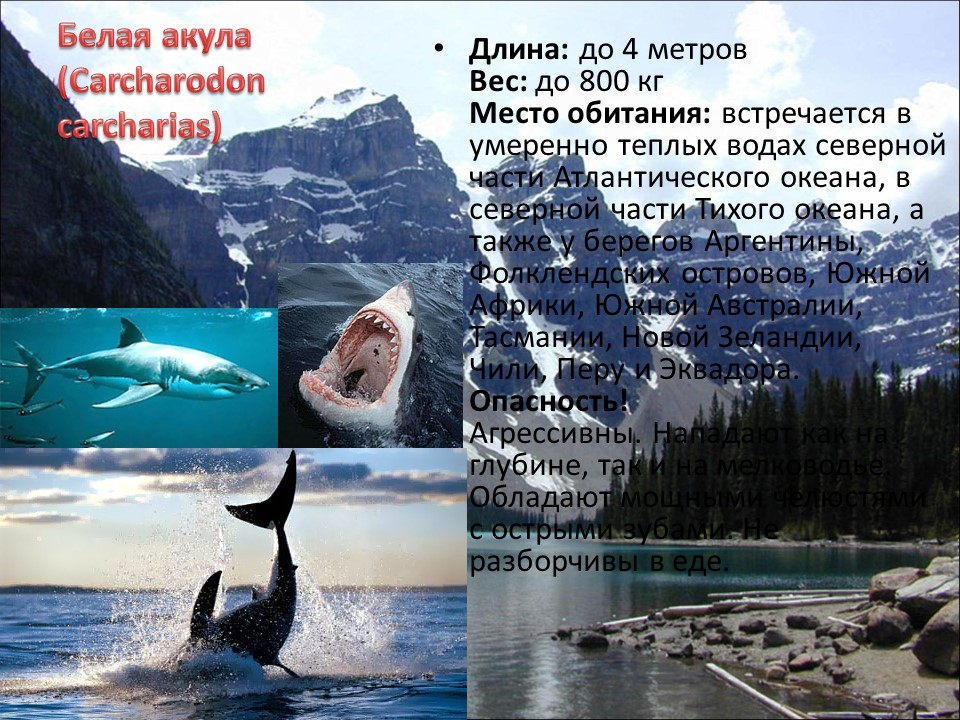 Белая акула
(Carcharodon
carcharias)
• Длина: до 4 метров
Вес: до 800 кг
Место обитания: встречается в
умеренно теплых водах северной
части Атлантического океана, в
северной части Тихого океана, а
также у берегов Аргентины,
Фолклендских островов, Южной
Африки, Южной Австралии,
Тасмании, Новой Зеландии,
Чили, Перу и Эквадора.
Опасность!
Агрессивны. Нападают как на
глубине, так и на мелководье.
Обладают мощными челюстями
с острыми зубами. Не
разборчивы в еде.